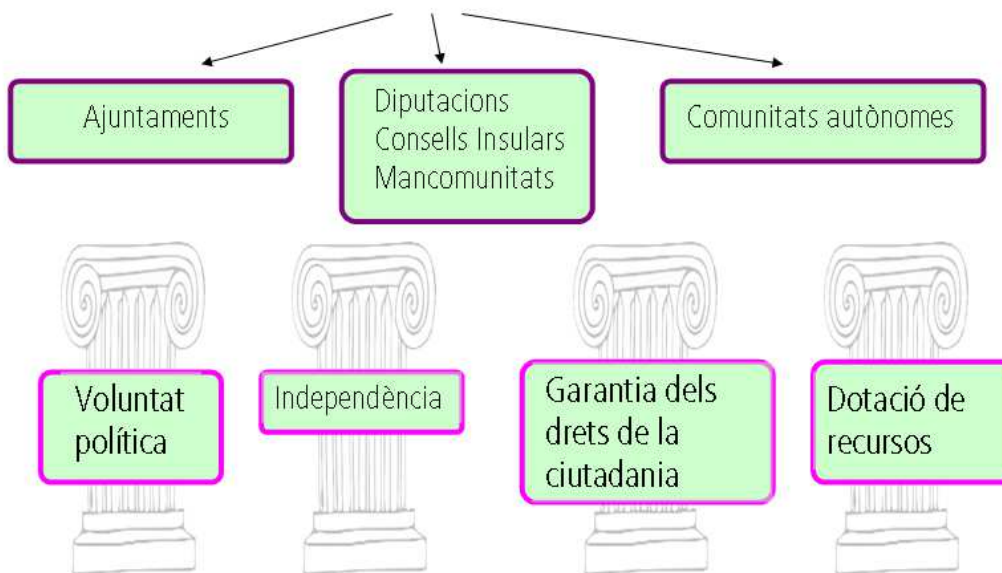 Ajuntaments
Diputacions
Consells Insulars
Mancomunitats
Comunitats autònomes
Voluntat
política
Independència
Garantia dels
drets de la
ciutadania
Dotació de
recursos